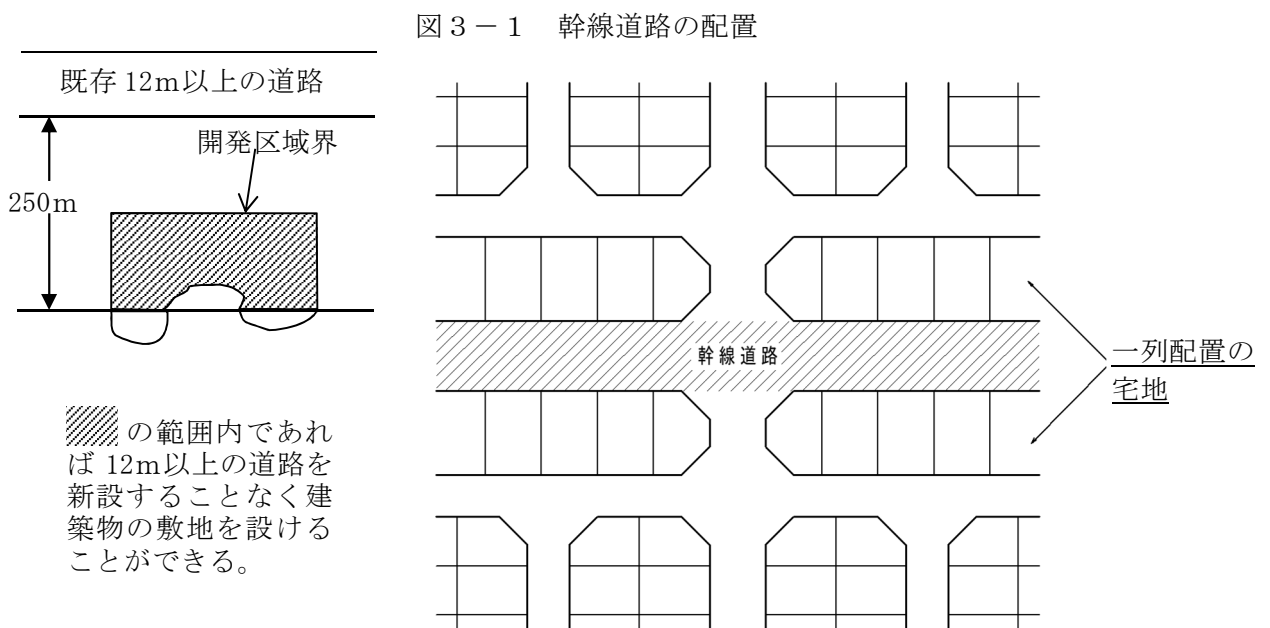 図3－1　幹線道路の配置
既存 12m以上の道路
開発区域界
250m
の範囲内であれ
ば 12m以上の道路を
新設することなく建
築物の敷地を設ける
ことができる。
幹線道路
一列配置の
宅地